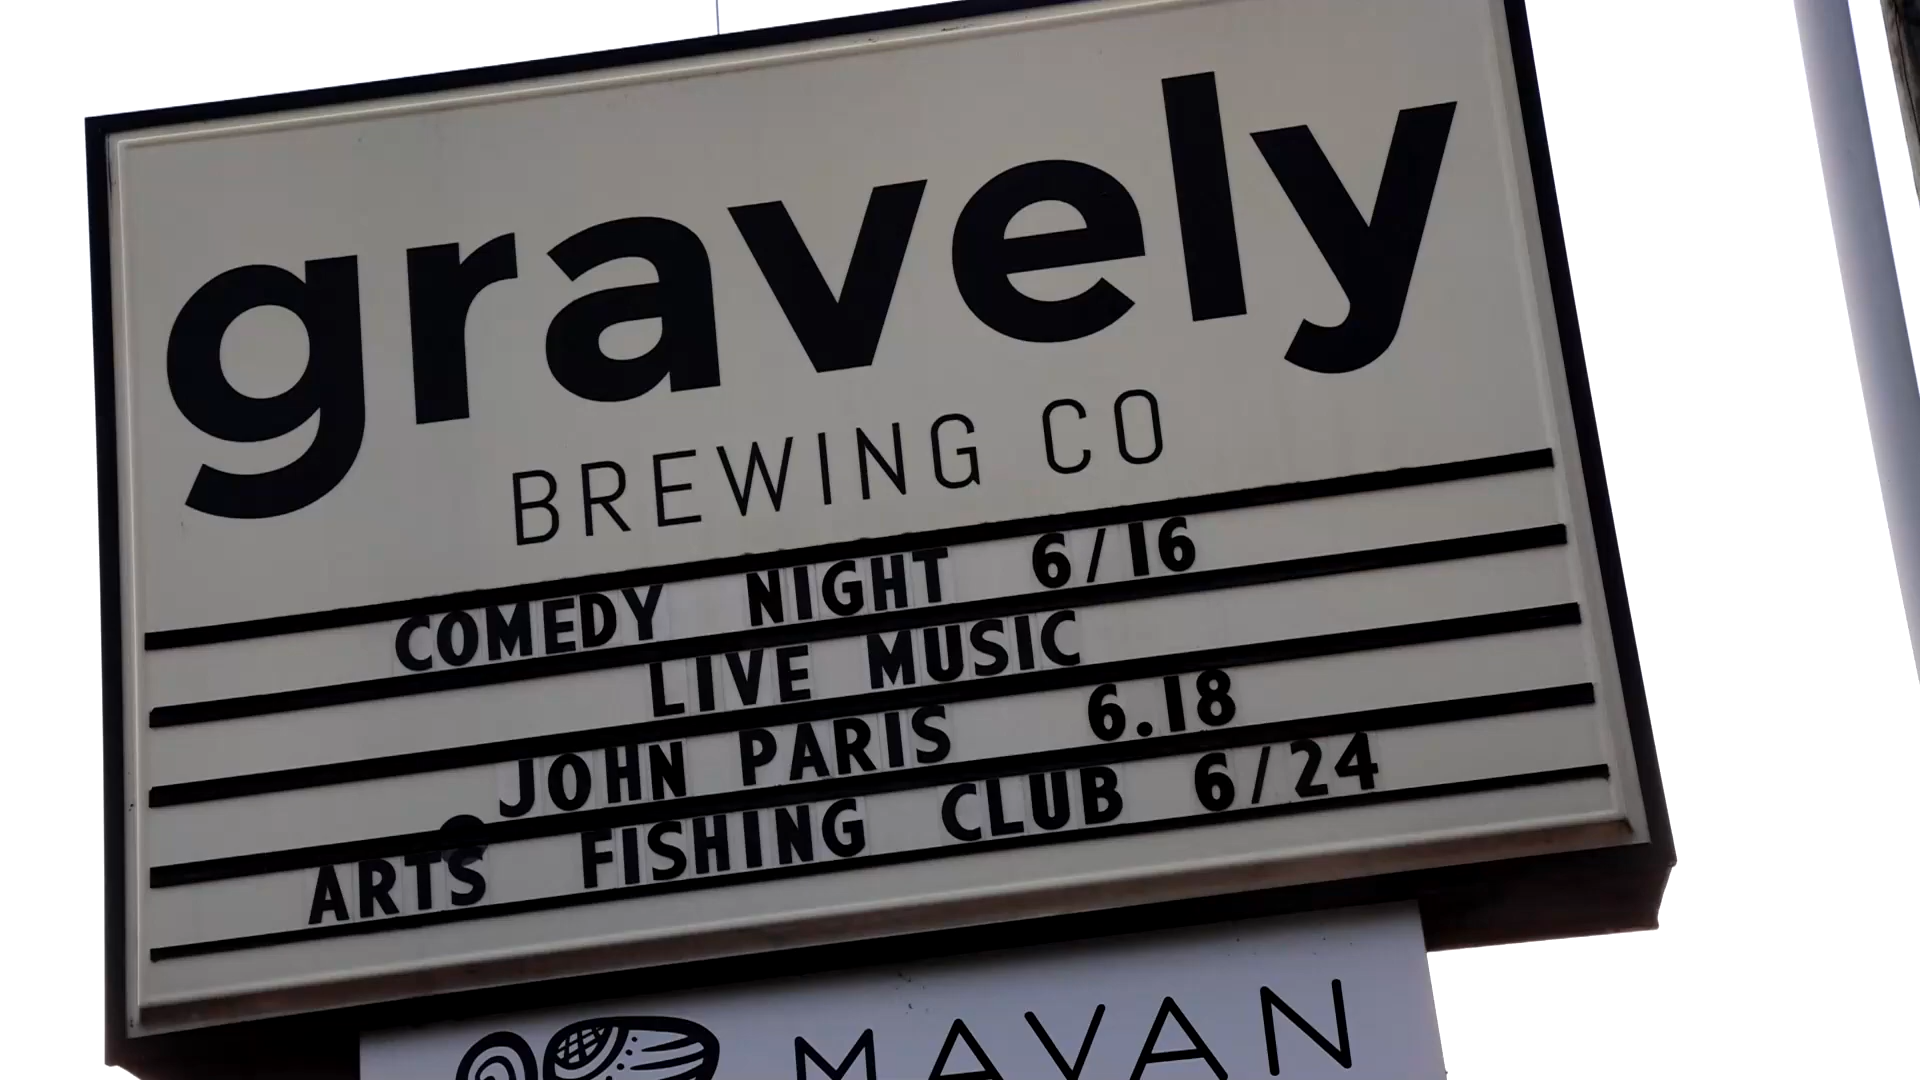 gravely
BREWING CO
COMEDY NIGHT 6/16
LIVE MUSIC
JOHN PARIS 6.18
ARTS FISHING CLUB 6/24
MAYAN